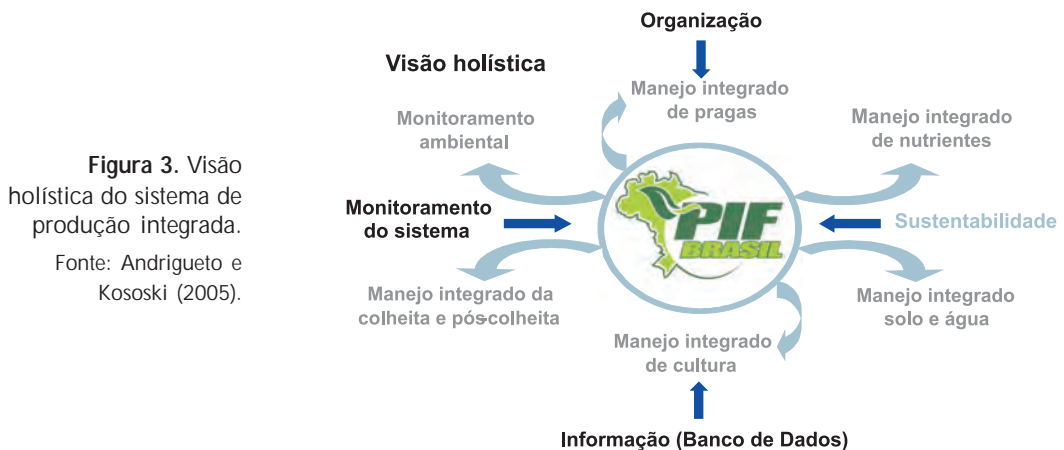 Organização
Visão holística
Manejo integrado
de pragas
Monitoramento
ambiental
Manejo integrado
de nutrientes
Figura 3. Visão
holística do sistema de
produção integrada.
Fonte: Andrigueto e
Kososki (2005).
Monitoramento
do sistema
PIF
BRASIL
Sustentabilidade
Manejo integrado da
colheita e pós-colheita
Manejo integrado
solo e água
Manejo integrado
de cultura
Informação (Banco de Dados)